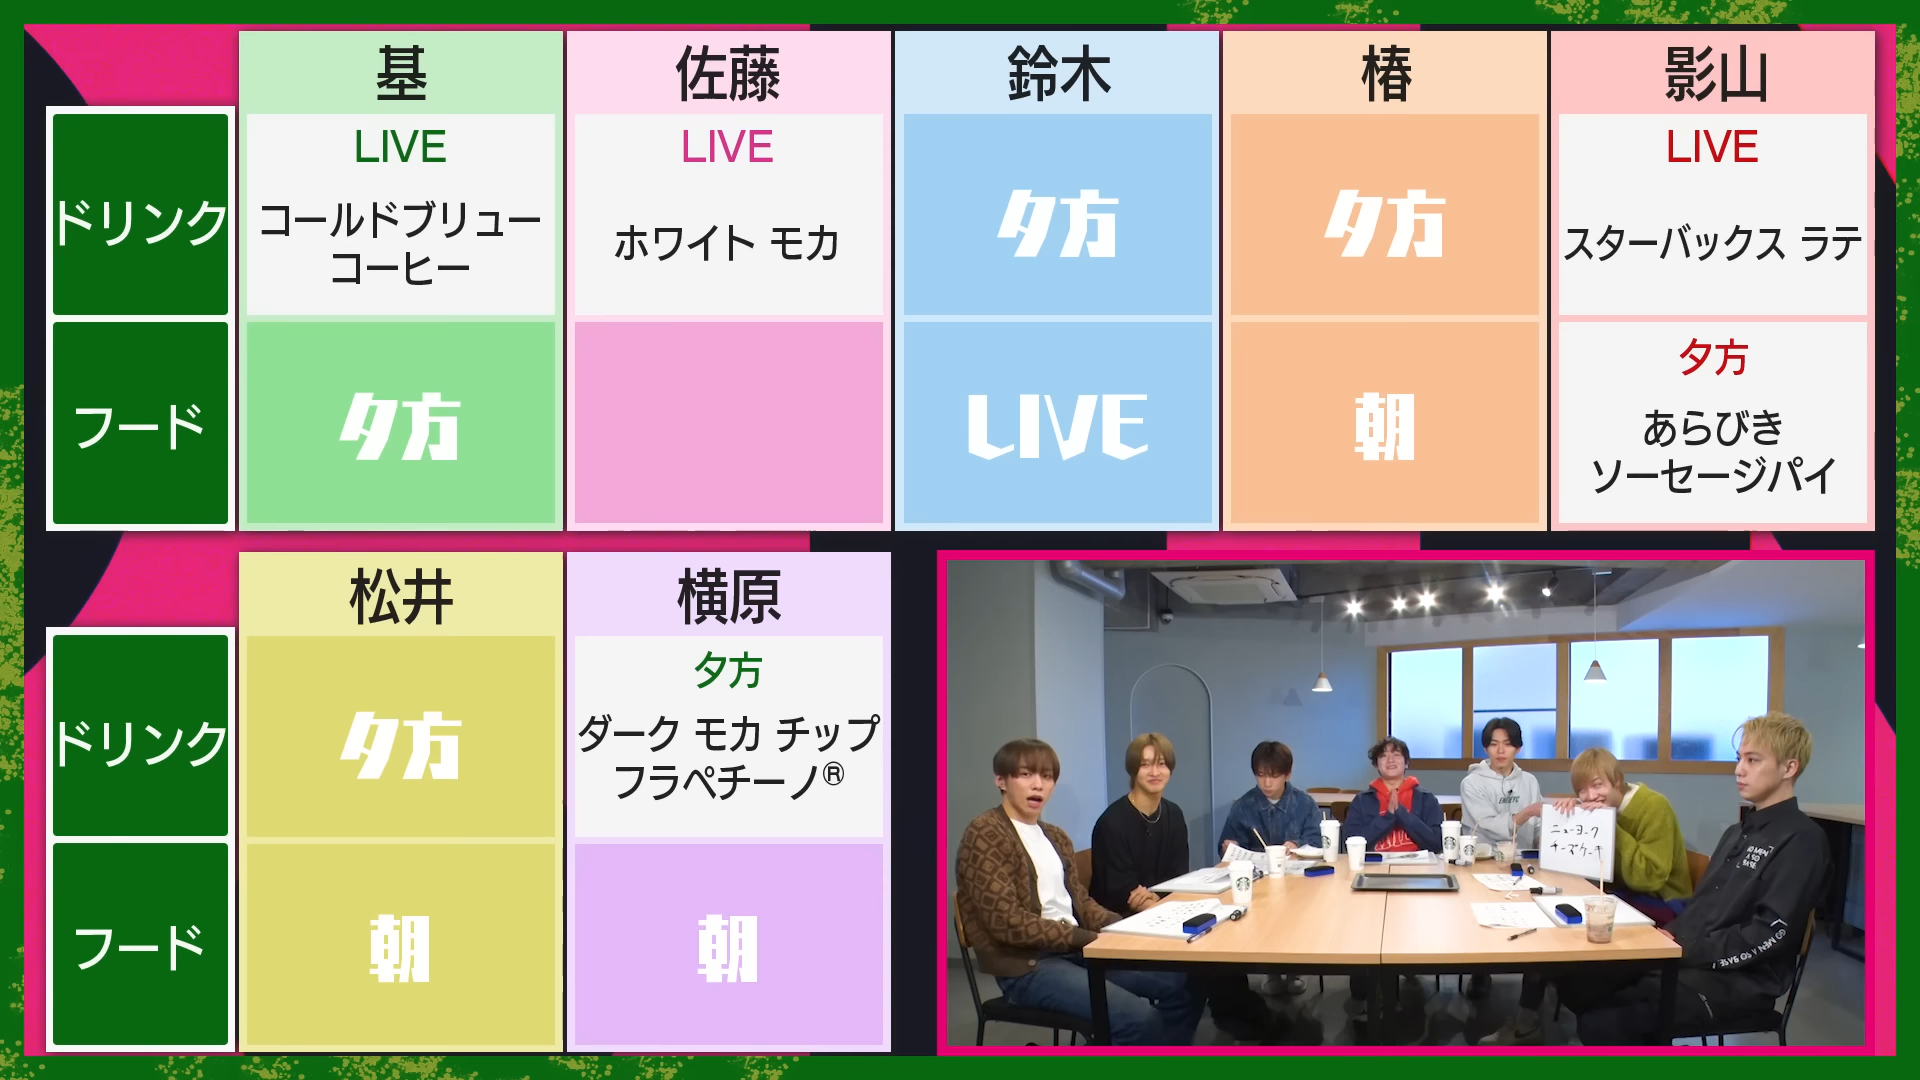 基
佐藤
鈴木
椿
影山
ドリンク
LIVE
コールドブリュー
コーヒー
LIVE
ホワイト モカ
夕方
夕方
LIVE
スターバックス ラテ
フード
夕方
LIVE
朝
夕方
あらびき
ソーセージパイ
松井
横原
ドリンク
夕方
夕方
ダーク モカ チップ
フラペチーノ®
フード
朝
朝
ニューヨーク
チーズケーキ